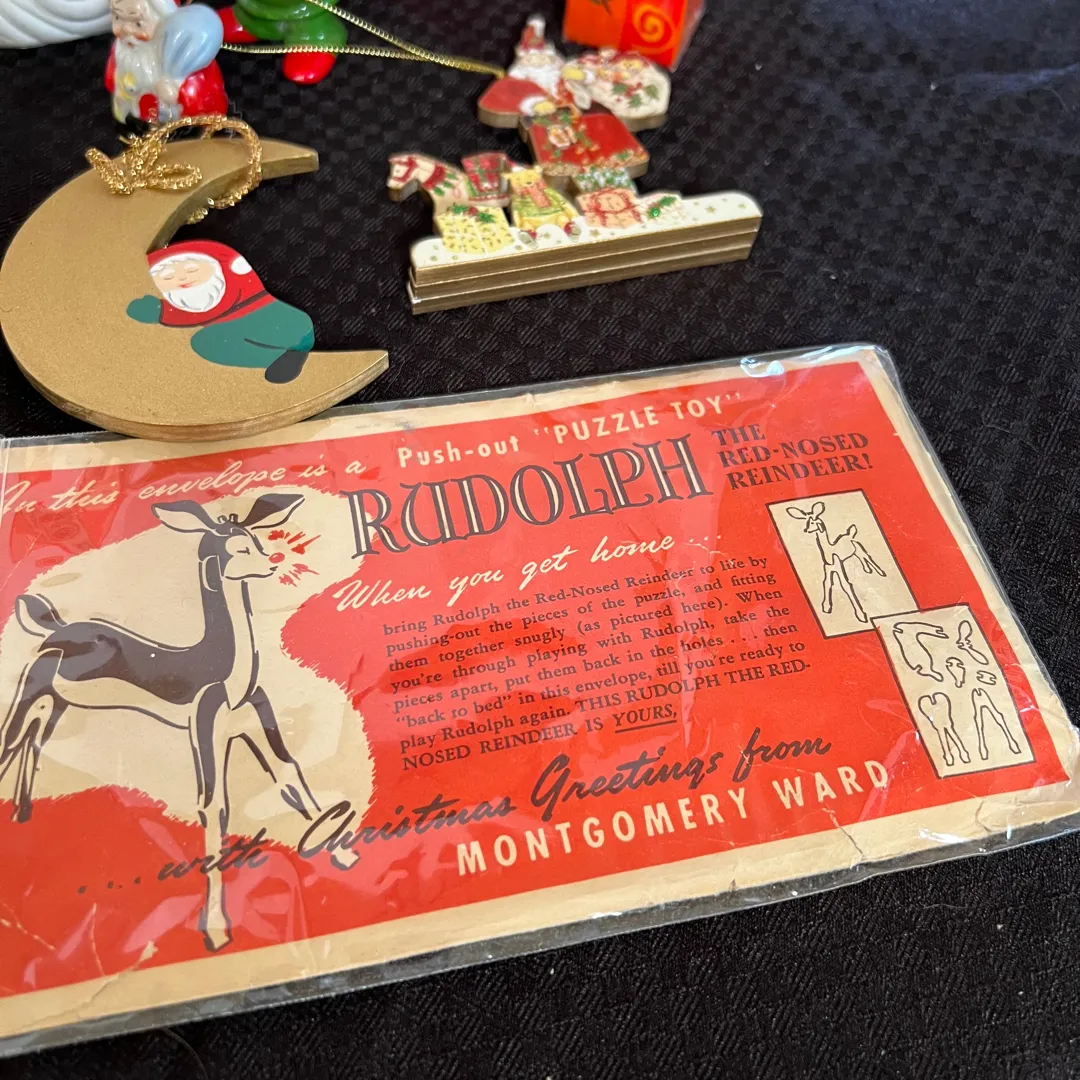 In this envelope is a Push-out "PUZZLE TOY"
RUDOLPH THE
RED-NOSED
REINDEER!
When you get home...
bring Rudolph the Red-Nosed Reindeer to life by
pushing-out the pieces of the puzzle, and fitting
them together snugly (as pictured here). When
you're through playing with Rudolph, take the
pieces apart, put them back in the holes . . . then
"back to bed" in this envelope, till you're ready to
play Rudolph again. THIS RUDOLPH THE RED-
NOSED REINDEER IS YOURS,
....with Christmas Greetings from
MONTGOMERY WARD